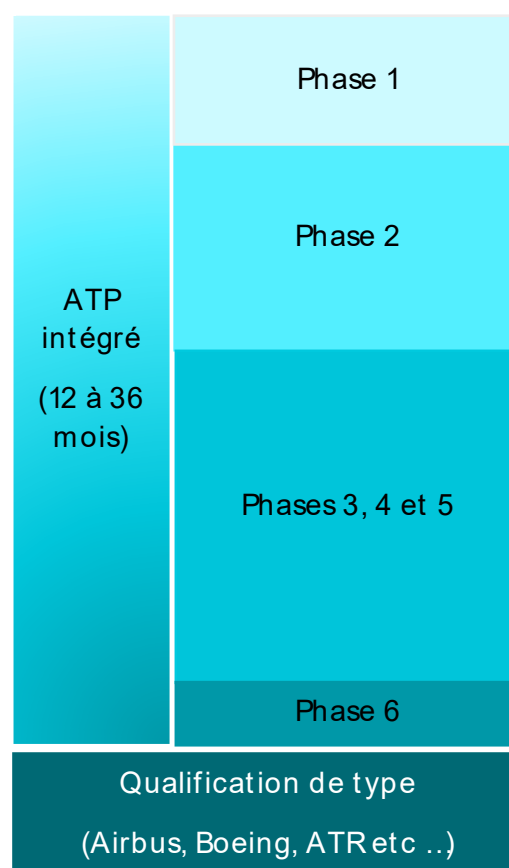 Phase 1
Phase 2
ATP
intégré
(12 à 36
mois)
Phases 3, 4 et 5
Phase 6
Qualification de type
(Airbus, Boeing, ATR etc ..)